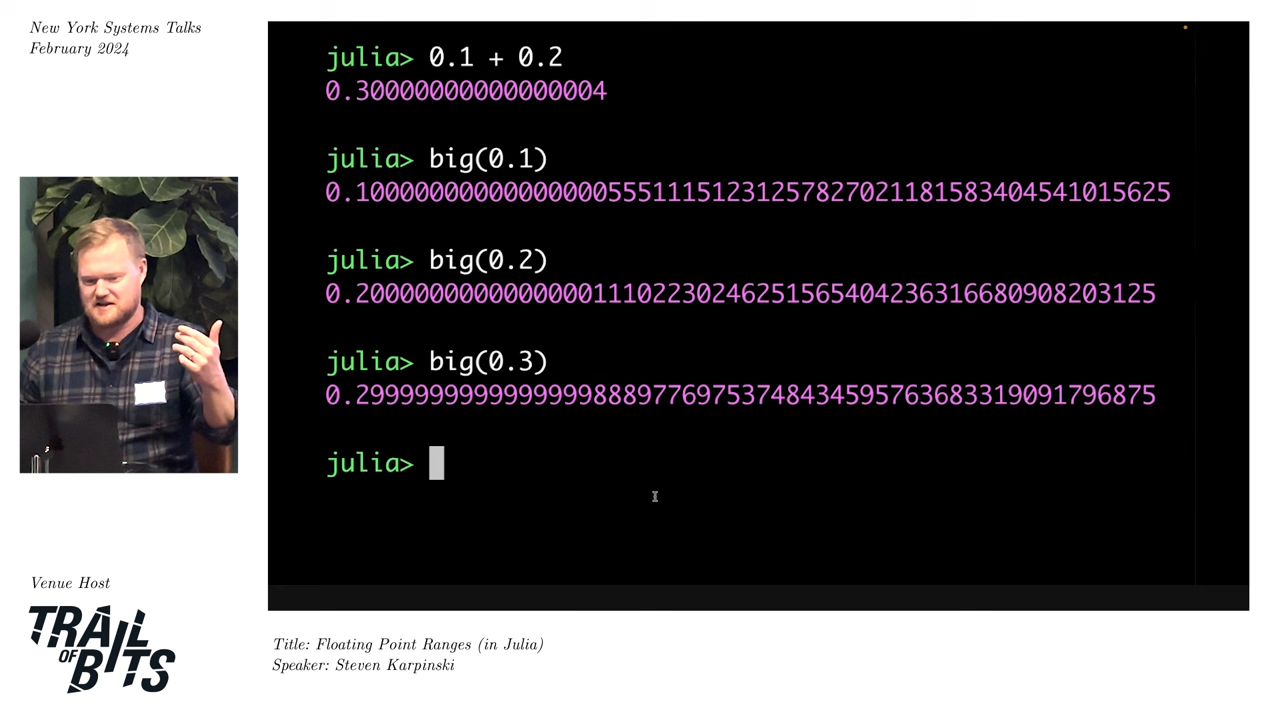 New York Systems Talks
February 2024
julia> 0.1 + 0.2
0.30000000000000004
julia> big(0.1)
0.1000000000000000055511151231257827021181583404541015625
julia> big(0.2)
0.200000000000000011102230246251565404236316680908203125
julia> big(0.3)
0.299999999999999988897769753748434595763683319091796875
julia>
Venue Host
TRAIL
OF
BITS
Title: Floating Point Ranges (in Julia)
Speaker: Steven Karpinski